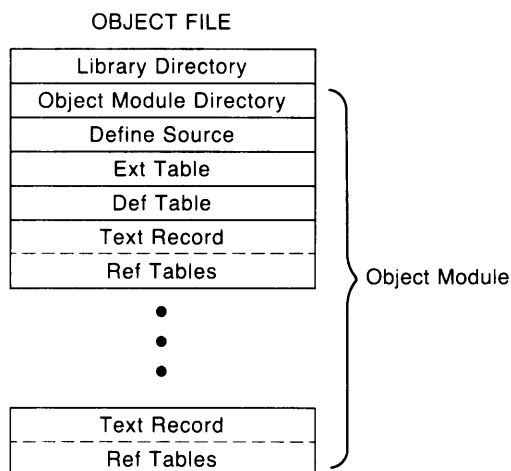 OBJECT FILE
Library Directory
Object Module Directory
Define Source
Ext Table
Def Table
Text Record
Ref Tables
Object Module
Text Record
Ref Tables